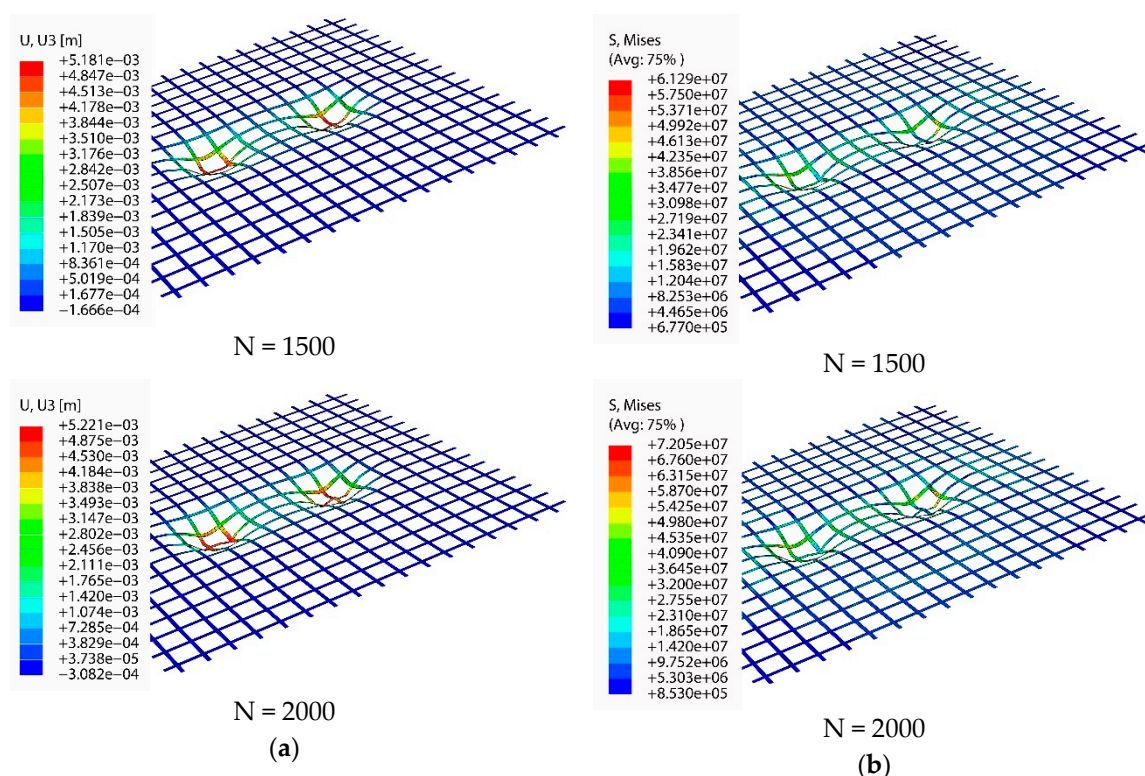 U, U3 [m]
+5.181e−03
+4.847e−03
+4.513e−03
+4.178e−03
+3.844e−03
+3.510e−03
+3.176e−03
+2.842e−03
+2.507e−03
+2.173e−03
+1.839e−03
+1.505e−03
+1.170e−03
+8.361e−04
+5.019e−04
+1.677e−04
−1.666e−04
N = 1500
S, Mises
(Avg: 75% )
+6.129e+07
+5.750e+07
+5.371e+07
+4.992e+07
+4.613e+07
+4.235e+07
+3.856e+07
+3.477e+07
+3.098e+07
+2.719e+07
+2.341e+07
+1.962e+07
+1.583e+07
+1.204e+07
+8.253e+06
+4.465e+06
+6.770e+05
N = 1500
U, U3 [m]
+5.221e−03
+4.875e−03
+4.530e−03
+4.184e−03
+3.838e−03
+3.493e−03
+3.147e−03
+2.802e−03
+2.456e−03
+2.111e−03
+1.765e−03
+1.420e−03
+1.074e−03
+7.285e−04
+3.829e−04
+3.738e−05
−3.082e−04
N = 2000
(a)
S, Mises
(Avg: 75% )
+7.205e+07
+6.760e+07
+6.315e+07
+5.870e+07
+5.425e+07
+4.980e+07
+4.535e+07
+4.090e+07
+3.645e+07
+3.200e+07
+2.755e+07
+2.310e+07
+1.865e+07
+1.420e+07
+9.752e+06
+5.303e+06
+8.530e+05
N = 2000
(b)